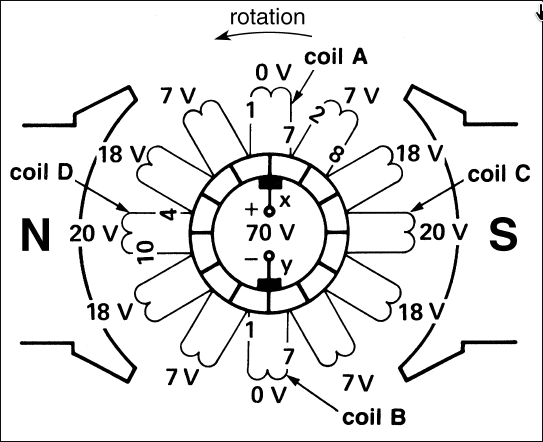 rotation
coil A
0 V
7 V
7 V
1
7
2
8
18 V
18 V
coil D
coil C
4
+
x
N
20 V
70 V
20 V
S
10
−
y
18 V
18 V
1
7
7 V
7 V
0 V
coil B